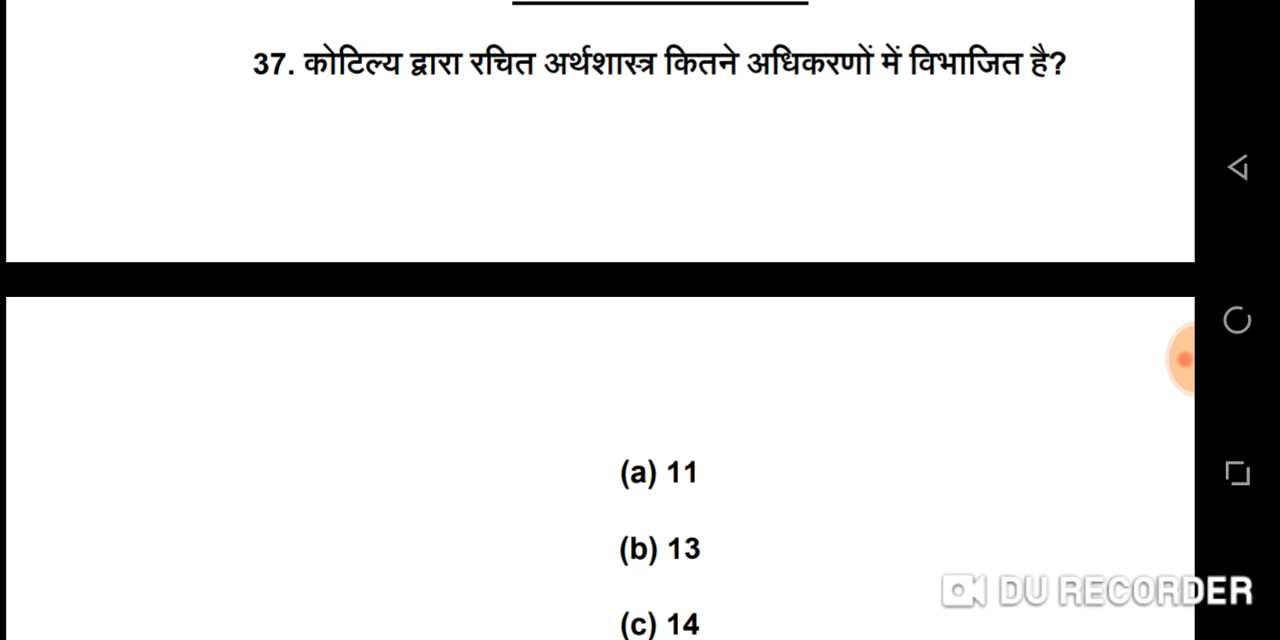 37. कोटिल्य द्वारा रचित अर्थशास्त्र कितने अधिकरणों में विभाजित है?
(a) 11
(b) 13
(c) 14
DU RECORDER